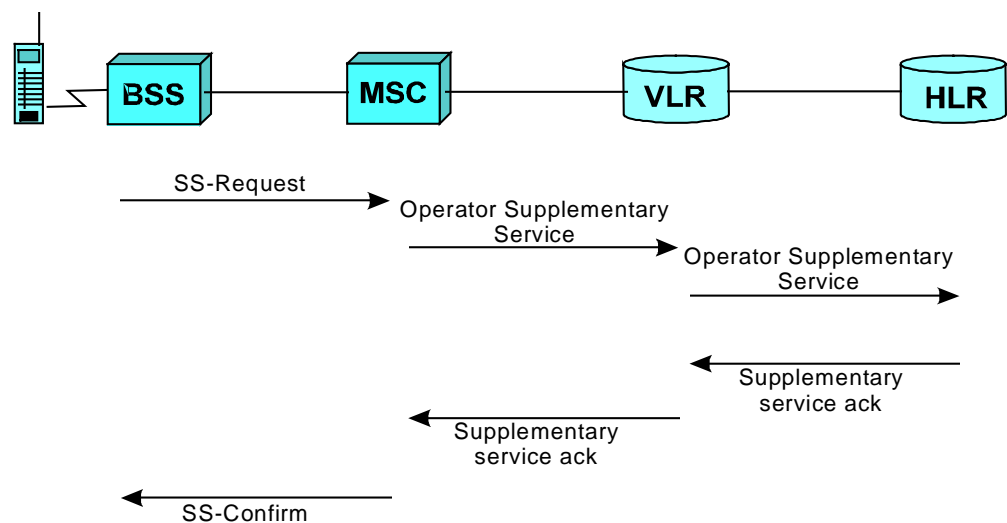 BSS
MSC
VLR
HLR
SS-Request
Operator Supplementary
Service
Operator Supplementary
Service
Supplementary
service ack
Supplementary
service ack
SS-Confirm